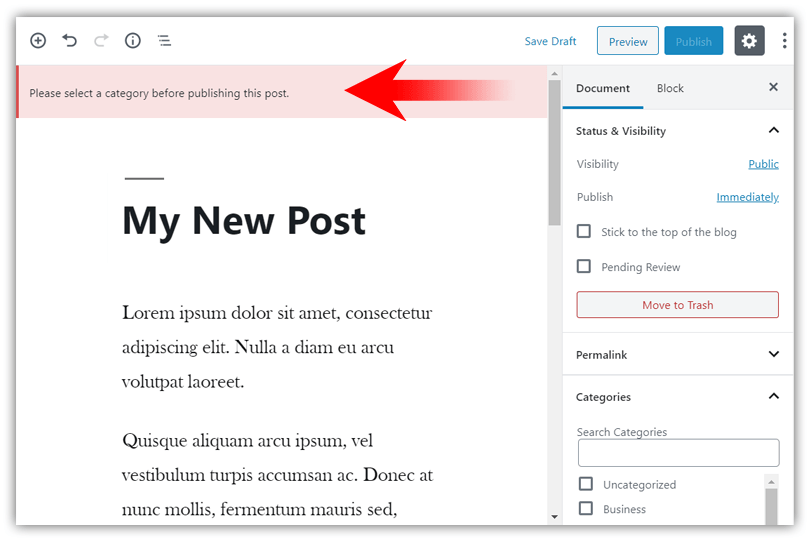 Save Draft
Preview
Publish
Please select a category before publishing this post.
My New Post
Lorem ipsum dolor sit amet, consectetur
adipiscing elit. Nulla a diam eu arcu
volutpat laoreet.
Quisque aliquam arcu ipsum, vel
vestibulum turpis accumsan ac. Donec at
nunc mollis, fermentum mauris sed,
Document Block
Status & Visibility
Visibility Public
Publish Immediately
Stick to the top of the blog
Pending Review
Move to Trash
Permalink
Categories
Search Categories
Uncategorized
Business